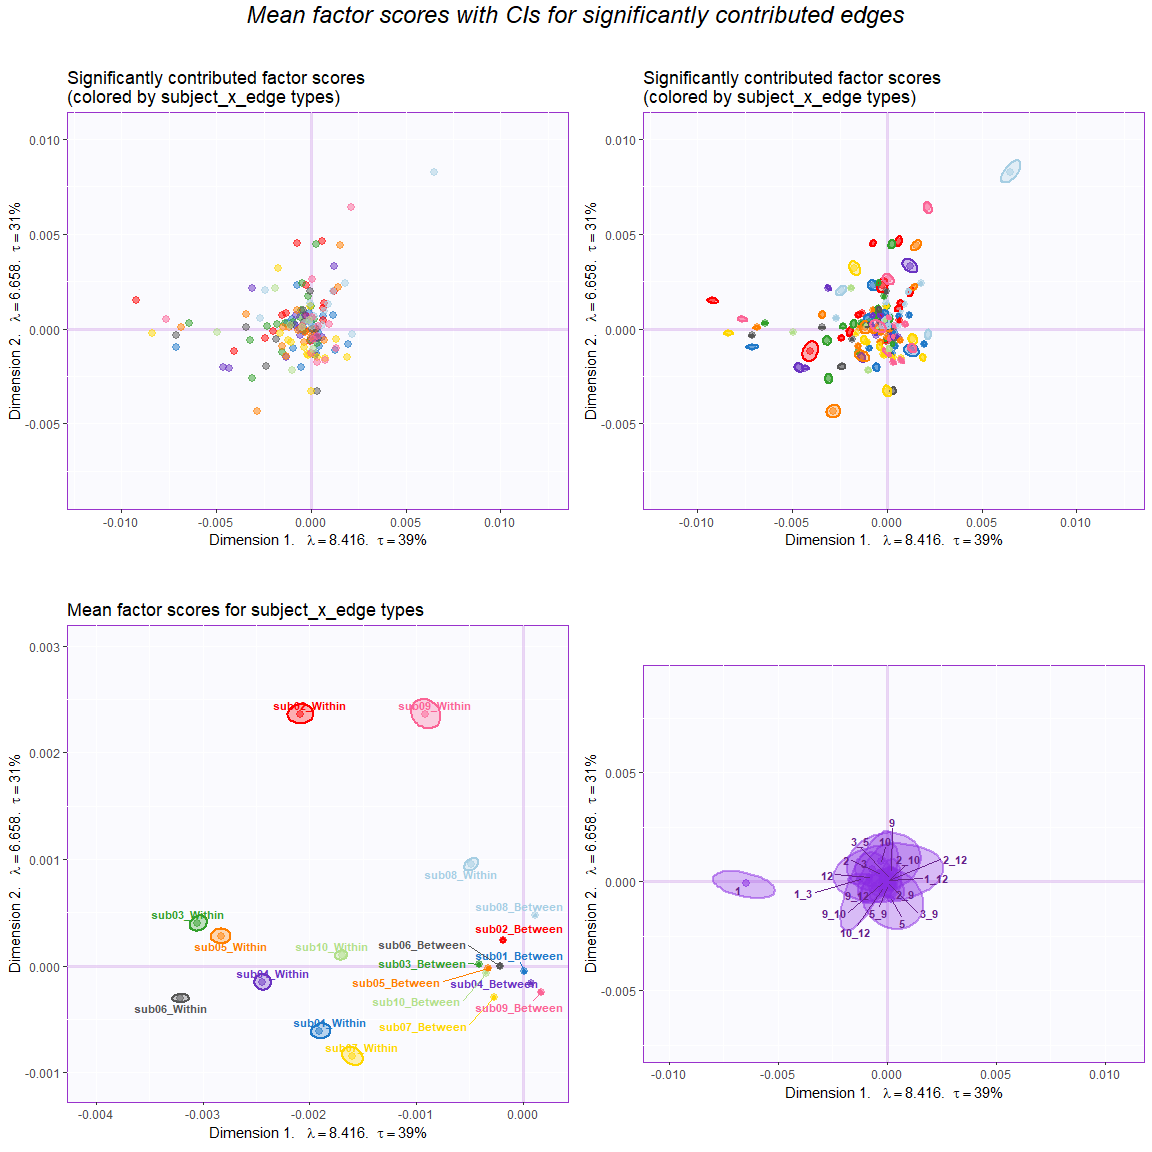 Mean factor scores with CIs for significantly contributed edges
Significantly contributed factor scores
(colored by subject_x_edge types)
0.010
0.005
0.000
-0.005
-0.010
-0.005
0.000
0.005
0.010
Dimension 1. λ = 8.416. τ = 39%
Dimension 2. λ = 6.658. τ = 31%
Significantly contributed factor scores
(colored by subject_x_edge types)
0.010
0.005
0.000
-0.005
-0.010
-0.005
0.000
0.005
0.010
Dimension 1. λ = 8.416. τ = 39%
Dimension 2. λ = 6.658. τ = 31%
Mean factor scores for subject_x_edge types
0.003
0.002
0.001
0.000
-0.001
sub02_Within
sub09_Within
sub08_Within
sub03_Within
sub05_Within
sub10_Within
sub04_Within
sub06_Within
sub01_Within
sub07_Within
sub08_Between
sub02_Between
sub06_Between
sub01_Between
sub03_Between
sub05_Between
sub04_Between
sub10_Between
sub09_Between
sub07_Between
-0.004
-0.003
-0.002
-0.001
0.000
Dimension 1. λ = 8.416. τ = 39%
Dimension 2. λ = 6.658. τ = 31%
0.005
0.000
-0.005
9
3_5
10
2
3
2_10
2_12
12
1_12
1
1_3
9_12
2_9
9_10
5_9
3_9
5
10_12
-0.010
-0.005
0.000
0.005
0.010
Dimension 1. λ = 8.416. τ = 39%
Dimension 2. λ = 6.658. τ = 31%